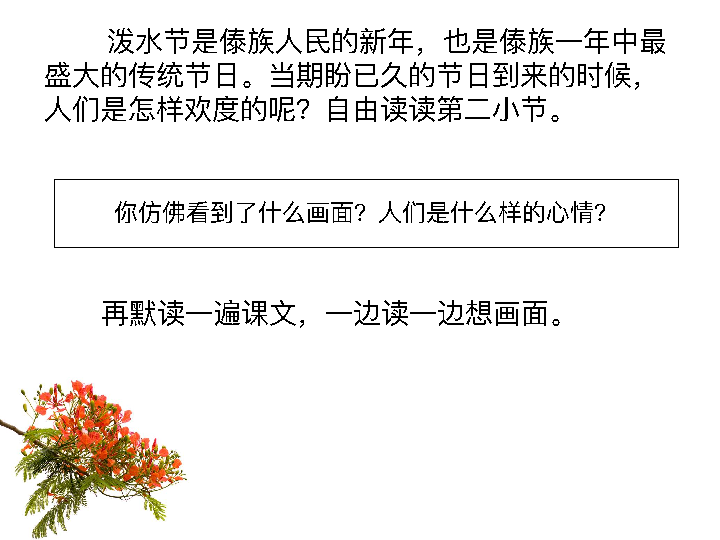 泼水节是傣族人民的新年，也是傣族一年中最
盛大的传统节日。当期盼已久的节日到来的时候，
人们是怎样欢度的呢？自由读读第二小节。
你仿佛看到了什么画面？人们是什么样的心情？
再默读一遍课文，一边读一边想画面。